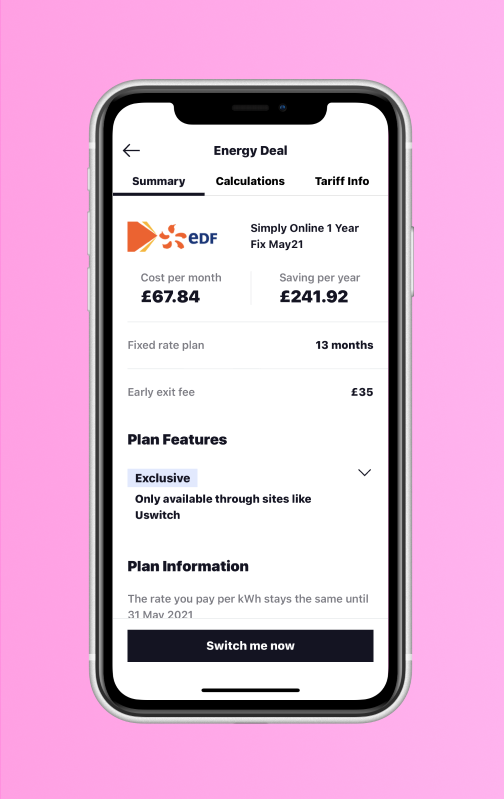 Energy Deal
Summary
Calculations
Tariff Info
eDF
Simply Online 1 Year
Fix May21
Cost per month
£67.84
Saving per year
£241.92
Fixed rate plan
13 months
Early exit fee
£35
Plan Features
Exclusive
Only available through sites like
Uswitch
Plan Information
The rate you pay per kWh stays the same until
31 May 2021
Switch me now